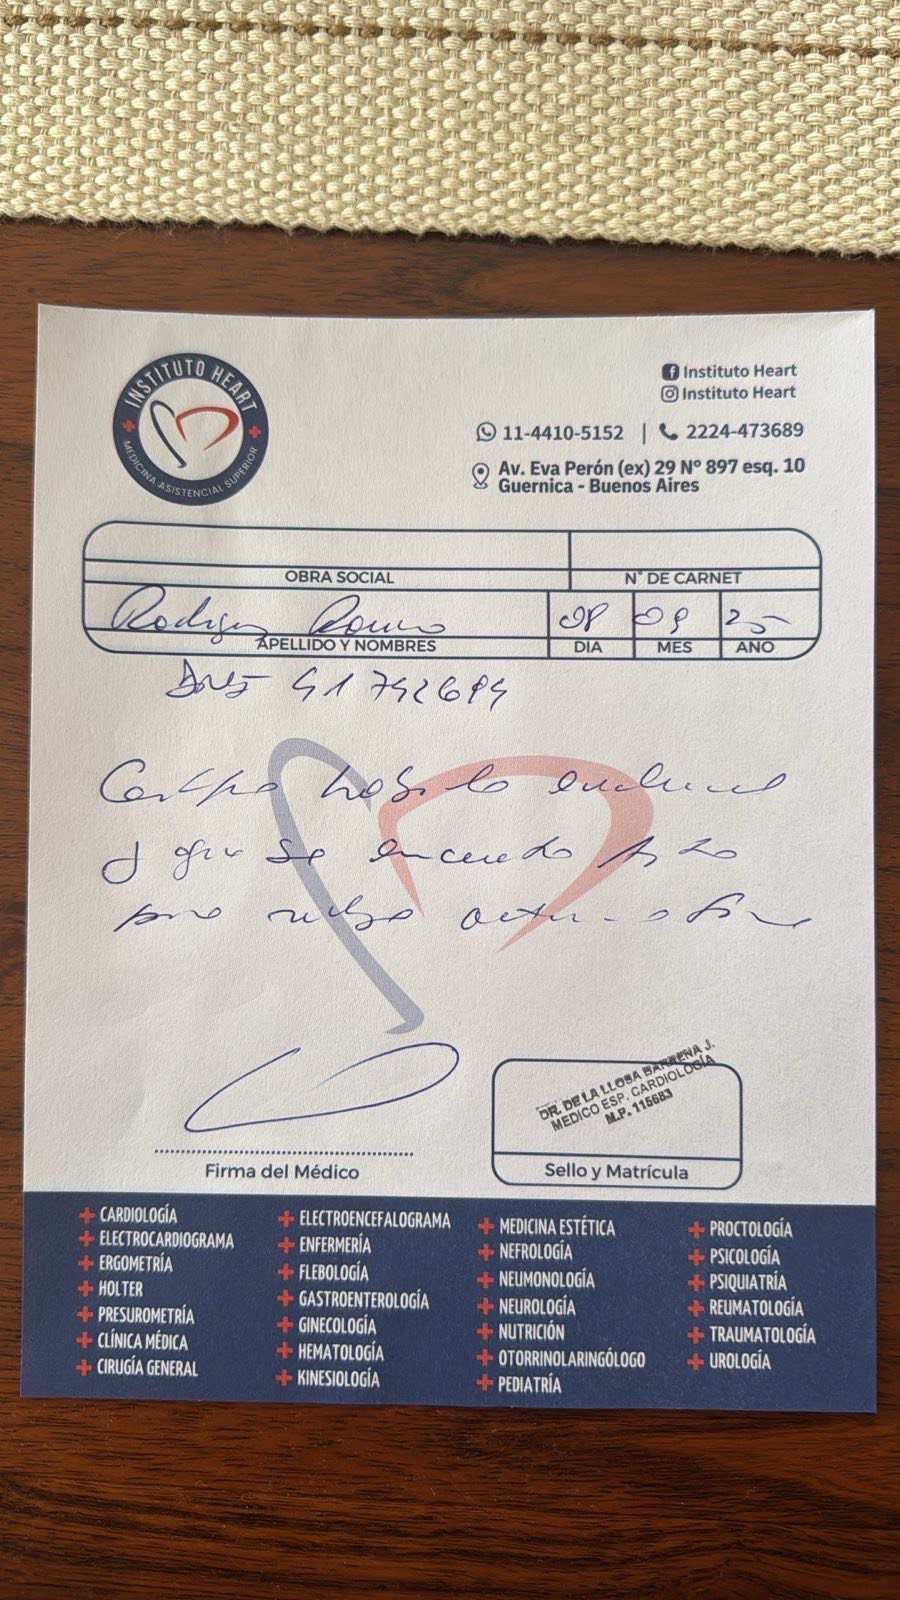 INSTITUTO HEART
MEDICINA ASISTENCIAL SUPERIOR
Instituto Heart
Instituto Heart
11-4410-5152 | 2224-473689
Av. Eva Perón (ex) 29 Nº 897 esq. 10
Guernica - Buenos Aires
OBRA SOCIAL
N° DE CARNET
08 09 25
APELLIDO Y NOMBRES
DIA MES AÑO
y que se encuentra
Firma del Médico
DR. DE LA LLOSA BARRENA J.
MEDICO ESP. CARDIOLOGÍA
M.P. 115683
Sello y Matrícula
CARDIOLOGÍA
ELECTROCARDIOGRAMA
ERGOMETRÍA
HOLTER
PRESUROMETRÍA
CLÍNICA MÉDICA
CIRUGÍA GENERAL
ELECTROENCEFALOGRAMA
ENFERMERÍA
FLEBOLOGÍA
GASTROENTEROLOGÍA
GINECOLOGÍA
HEMATOLOGÍA
KINESIOLOGÍA
MEDICINA ESTÉTICA
NEFROLOGÍA
NEUMONOLOGÍA
NEUROLOGÍA
NUTRICIÓN
OTORRINOLARINGÓLOGO
PEDIATRÍA
PROCTOLOGÍA
PSICOLOGÍA
PSIQUIATRÍA
REUMATOLOGÍA
TRAUMATOLOGÍA
UROLOGÍA